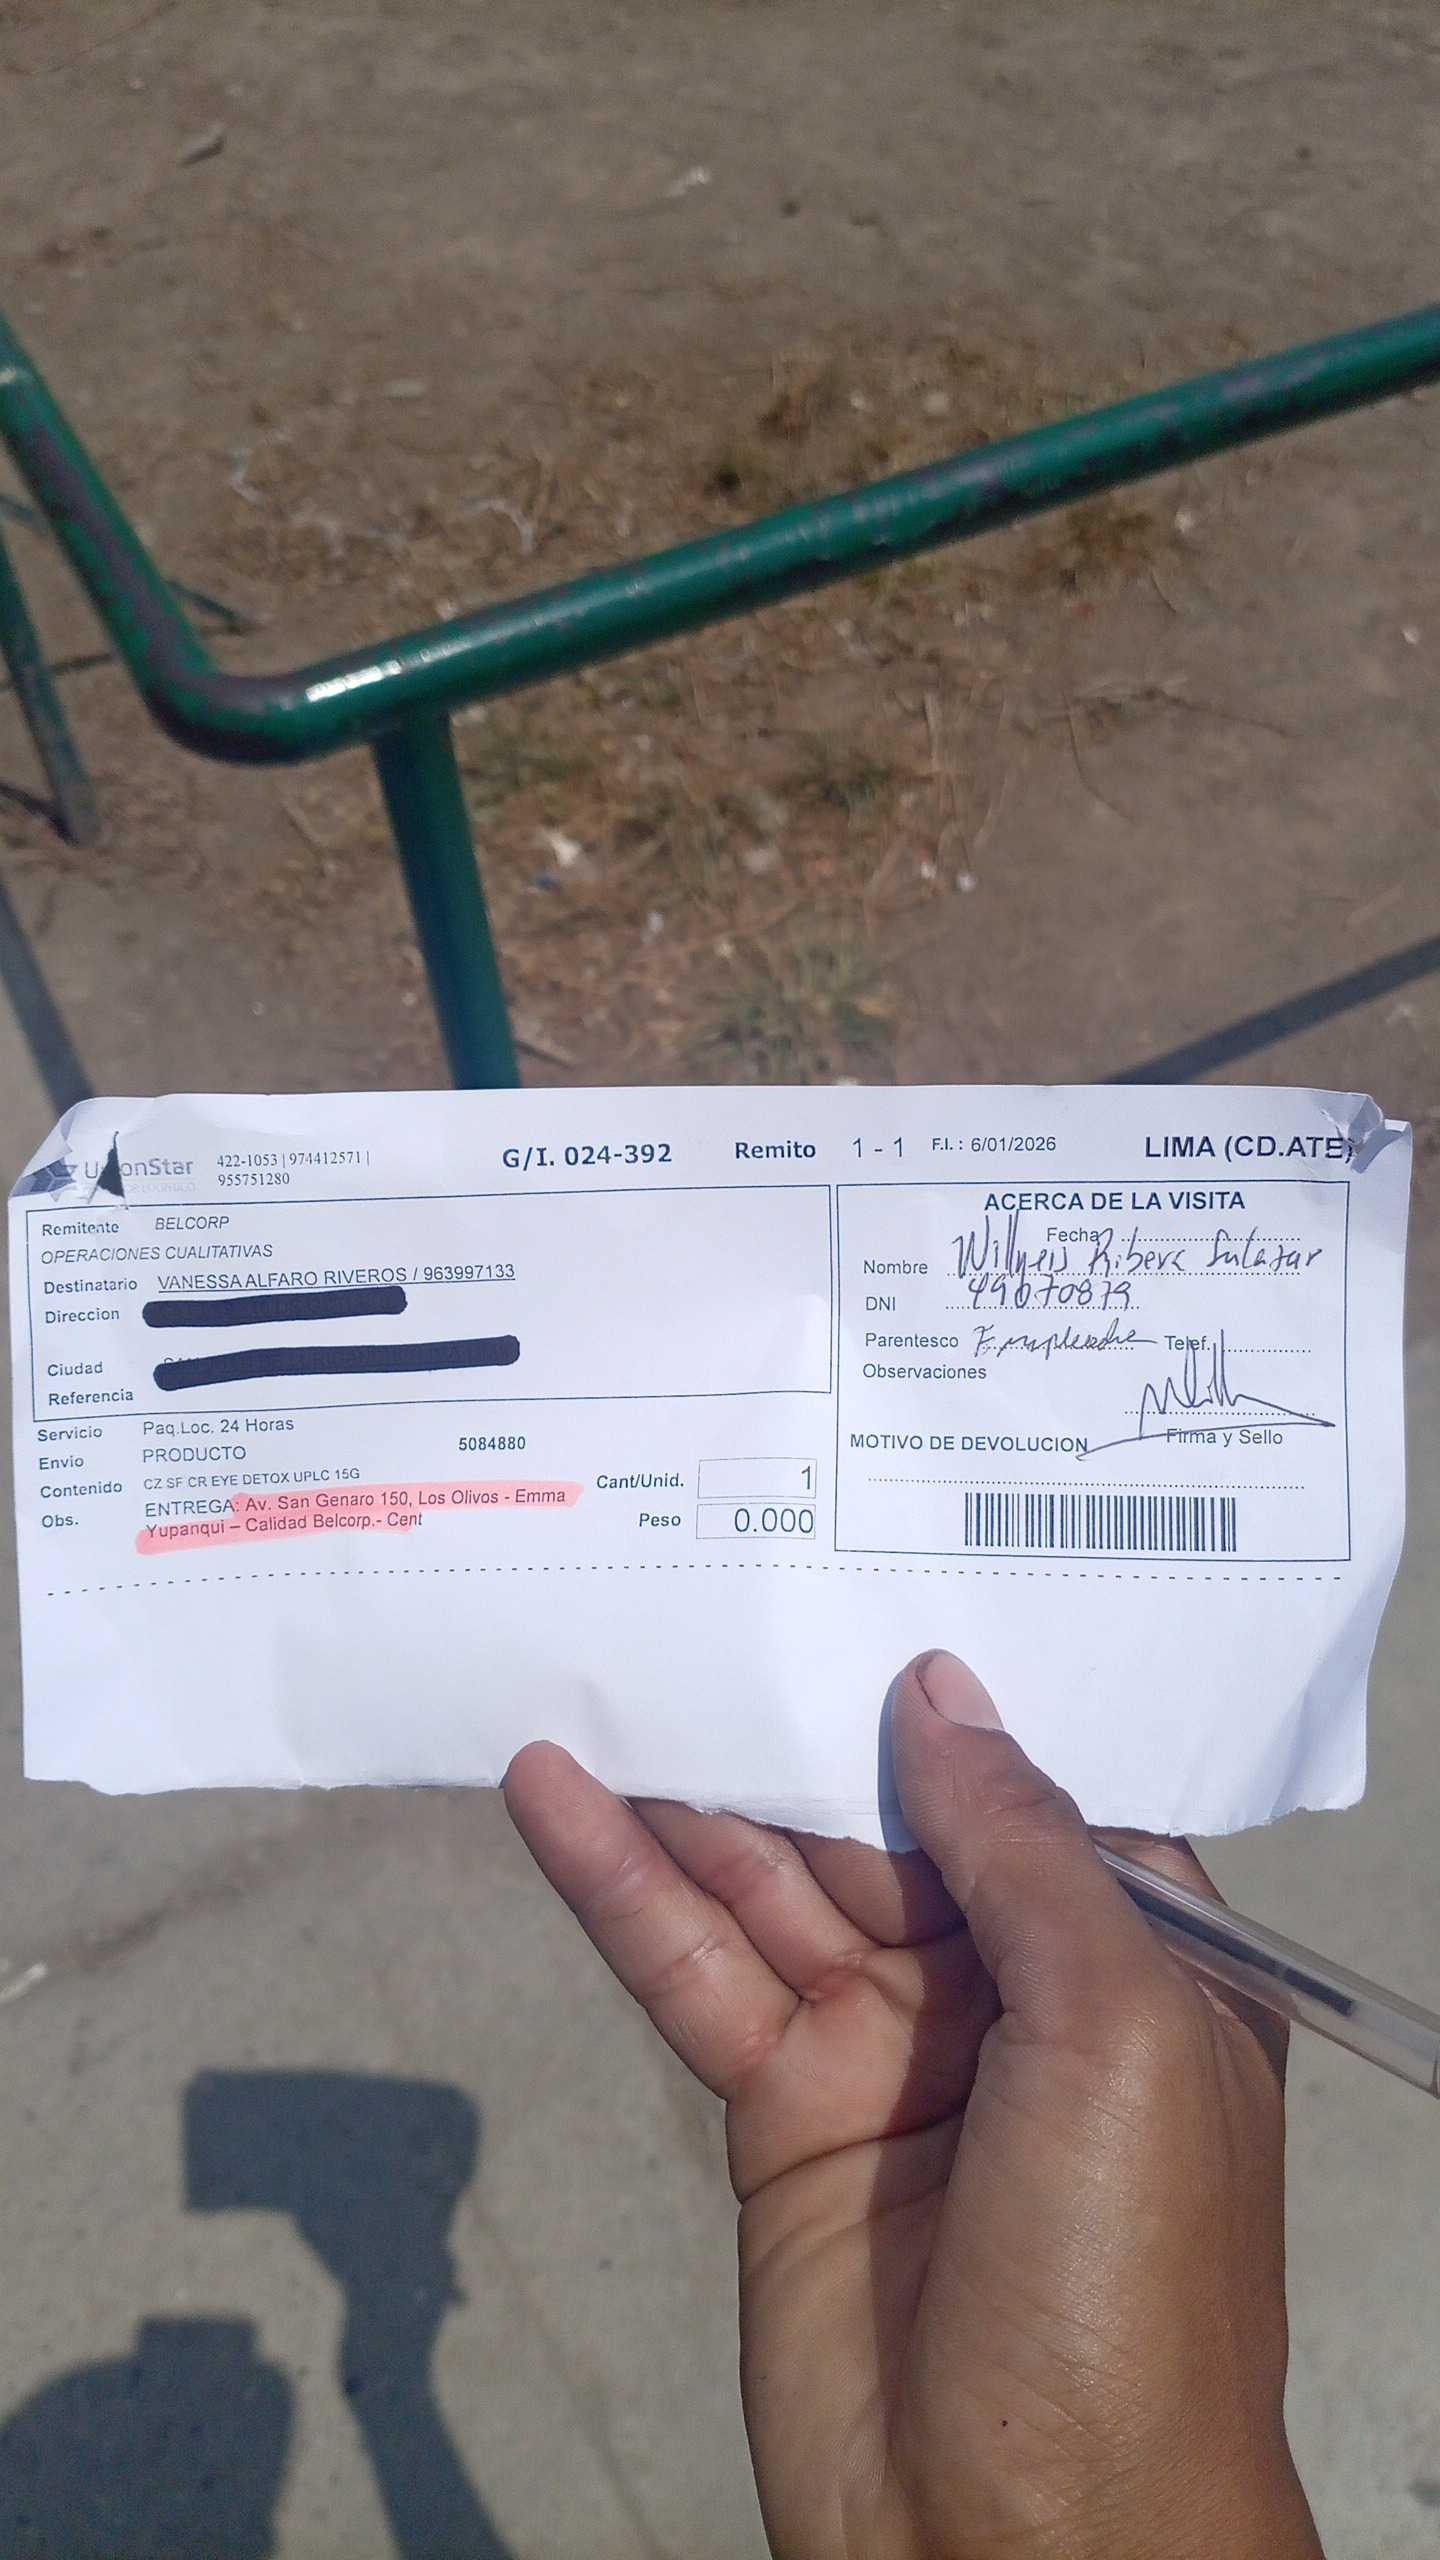 UnionStar
422-1053 | 974412571 |
955751280
G/I. 024-392
Remito 1 - 1
F.I. : 6/01/2026
LIMA (CD.ATE)
Remitente BELCORP
OPERACIONES CUALITATIVAS
Destinatario VANESSA ALFARO RIVEROS / 963997133
Direccion
Ciudad
Referencia
Servicio Paq.Loc. 24 Horas
Envio PRODUCTO 5084880
Contenido CZ SF CR EYE DETOX UPLC 15G
Obs. ENTREGA: Av. San Genaro 150, Los Olivos - Emma
Yupanqui – Calidad Belcorp.- Cent
Cant/Unid. 1
Peso 0.000
ACERCA DE LA VISITA
Fecha
Nombre Ribera Salazar
DNI 49070879
Parentesco Empleado Telef.
Observaciones
Firma y Sello
MOTIVO DE DEVOLUCION